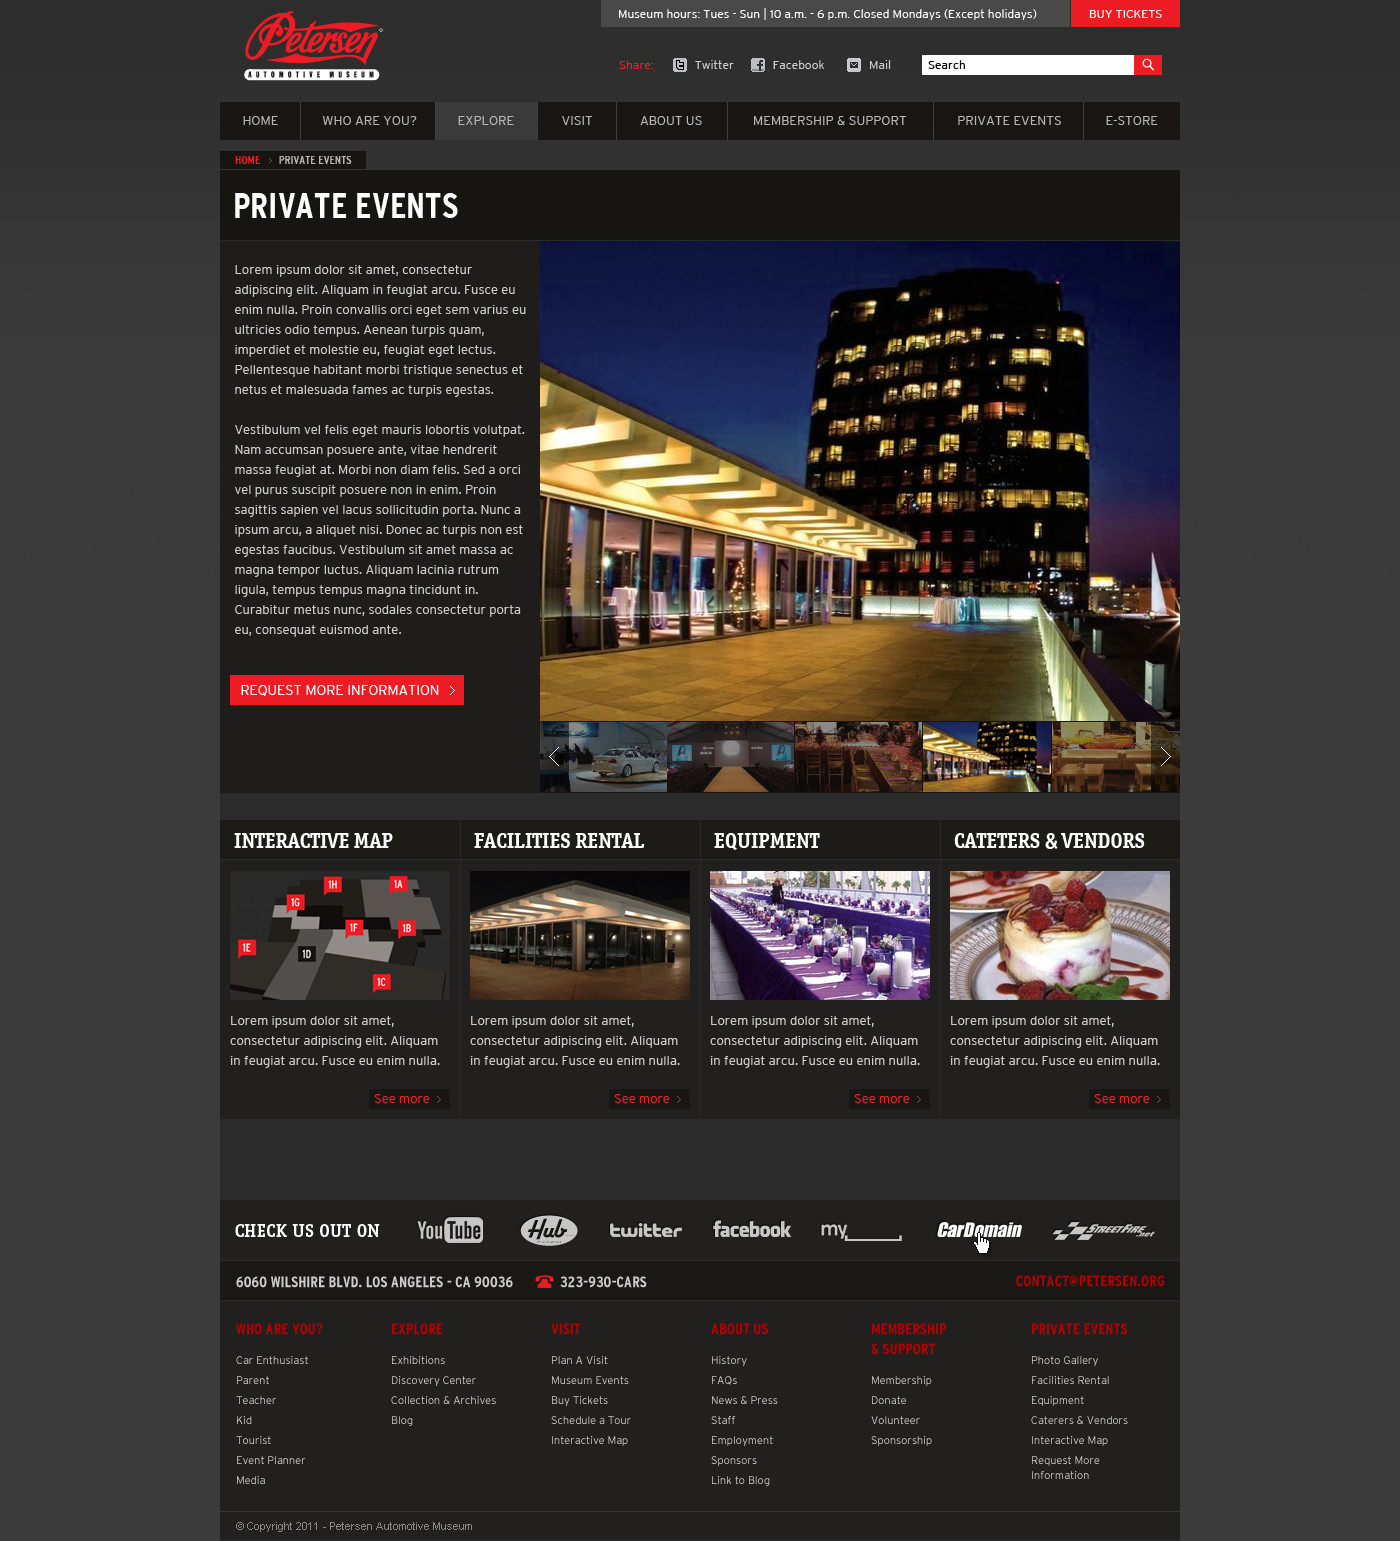 Museum hours: Tues - Sun | 10 a.m. - 6 p.m. Closed Mondays (Except holidays)
BUY TICKETS
Petersen
AUTOMOTIVE MUSEUM
Share:
Twitter
Facebook
Mail
Search
HOME
WHO ARE YOU?
EXPLORE
VISIT
ABOUT US
MEMBERSHIP & SUPPORT
PRIVATE EVENTS
E-STORE
HOME > PRIVATE EVENTS
PRIVATE EVENTS
Lorem ipsum dolor sit amet, consectetur
adipiscing elit. Aliquam in feugiat arcu. Fusce eu
enim nulla. Proin convallis orci eget sem varius eu
ultricies odio tempus. Aenean turpis quam,
imperdiet et molestie eu, feugiat eget lectus.
Pellentesque habitant morbi tristique senectus et
netus et malesuada fames ac turpis egestas.
Vestibulum vel felis eget mauris lobortis volutpat.
Nam accumsan posuere ante, vitae hendrerit
massa feugiat at. Morbi non diam felis. Sed a orci
vel purus suscipit posuere non in enim. Proin
sagittis sapien vel lacus sollicitudin porta. Nunc a
ipsum arcu, a aliquet nisi. Donec ac turpis non est
egestas faucibus. Vestibulum sit amet massa ac
magna tempor luctus. Aliquam lacinia rutrum
ligula, tempus tempus magna tincidunt in.
Curabitur metus nunc, sodales consectetur porta
eu, consequat euismod ante.
REQUEST MORE INFORMATION >
INTERACTIVE MAP
1H
1A
1G
1F
1B
1E
1D
1C
Lorem ipsum dolor sit amet,
consectetur adipiscing elit. Aliquam
in feugiat arcu. Fusce eu enim nulla.
See more >
FACILITIES RENTAL
Lorem ipsum dolor sit amet,
consectetur adipiscing elit. Aliquam
in feugiat arcu. Fusce eu enim nulla.
See more >
EQUIPMENT
Lorem ipsum dolor sit amet,
consectetur adipiscing elit. Aliquam
in feugiat arcu. Fusce eu enim nulla.
See more >
CATETERS & VENDORS
Lorem ipsum dolor sit amet,
consectetur adipiscing elit. Aliquam
in feugiat arcu. Fusce eu enim nulla.
See more >
CHECK US OUT ON
YouTube
Hub
twitter
facebook
my
CarDomain
STREETFIRE.net
6060 WILSHIRE BLVD. LOS ANGELES - CA 90036
323-930-CARS
CONTACT@PETERSEN.ORG
WHO ARE YOU?
Car Enthusiast
Parent
Teacher
Kid
Tourist
Event Planner
Media
EXPLORE
Exhibitions
Discovery Center
Collection & Archives
Blog
VISIT
Plan A Visit
Museum Events
Buy Tickets
Schedule a Tour
Interactive Map
ABOUT US
History
FAQs
News & Press
Staff
Employment
Sponsors
Link to Blog
MEMBERSHIP
& SUPPORT
Membership
Donate
Volunteer
Sponsorship
PRIVATE EVENTS
Photo Gallery
Facilities Rental
Equipment
Caterers & Vendors
Interactive Map
Request More
Information
© Copyright 2011 - Petersen Automotive Museum